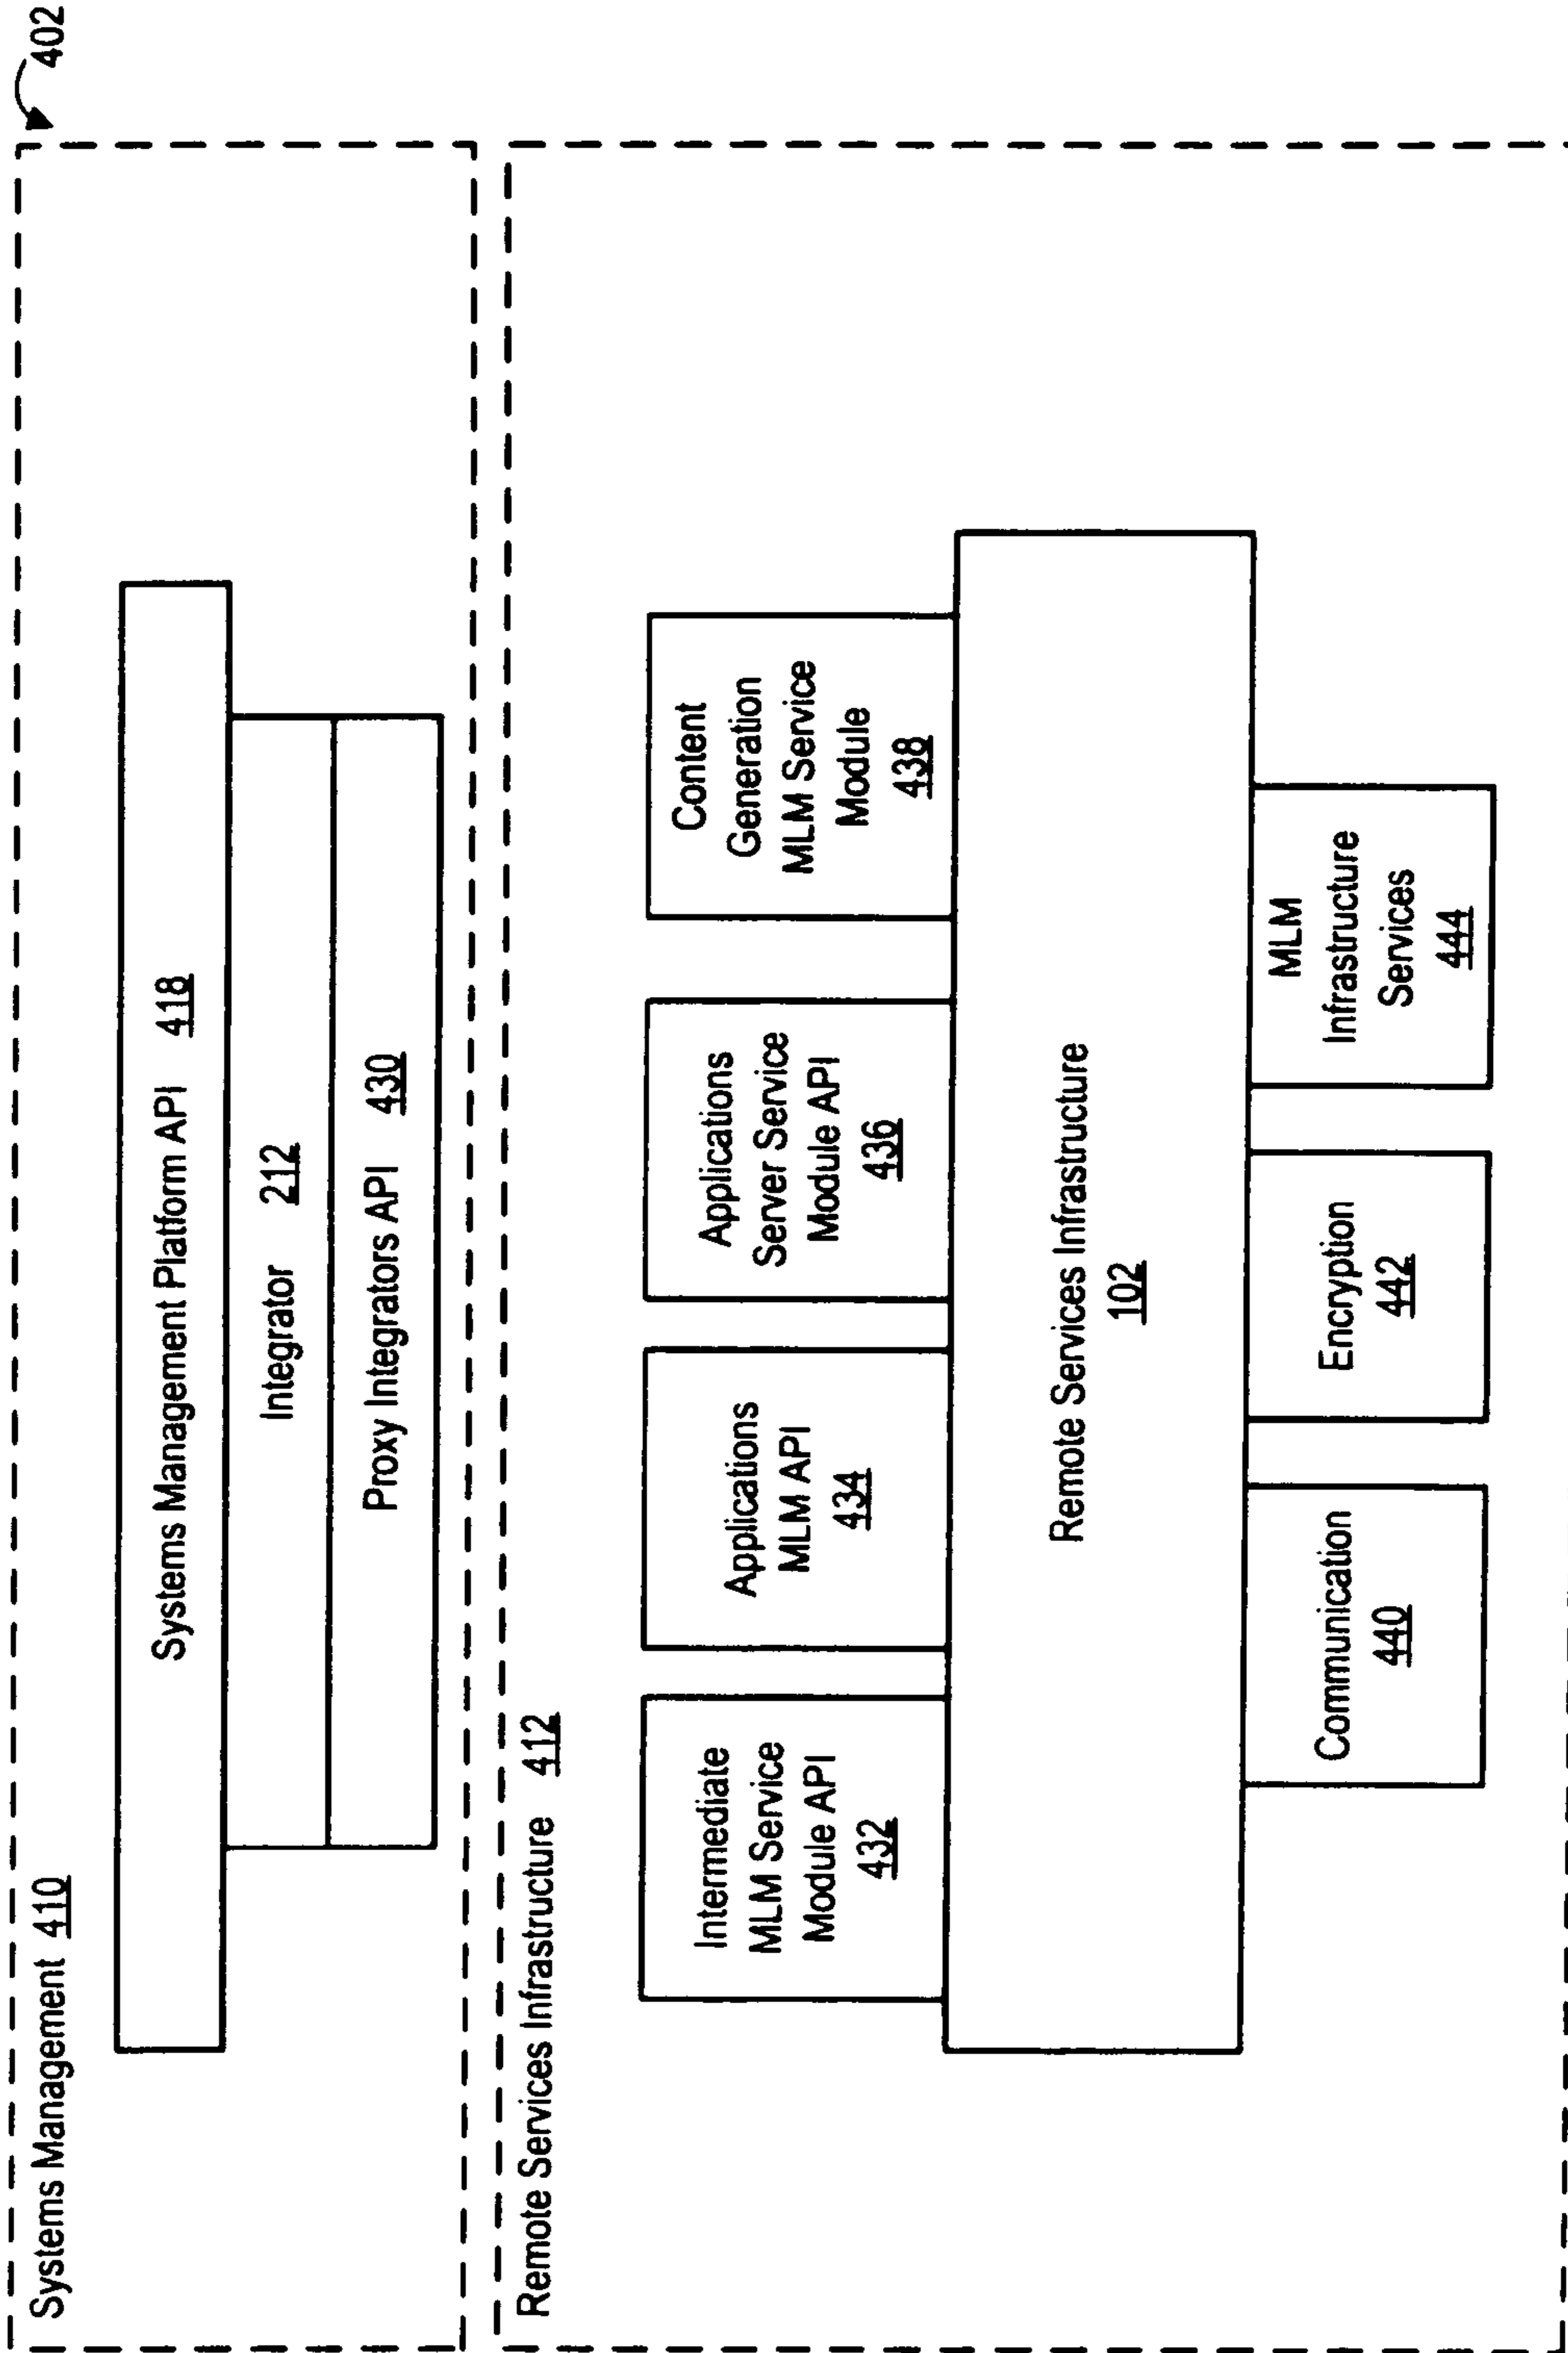 402
Systems Management 410
Systems Management Platform API 418
Integrator 212
Proxy Integrators API 430
Remote Services Infrastructure 412
Intermediate
MLM Service
Module API
432
Applications
MLM API
434
Applications
Server Service
Module API
436
Content
Generation
MLM Service
Module
438
Remote Services Infrastructure
102
Communication
440
Encryption
442
MLM
Infrastructure
Services
444